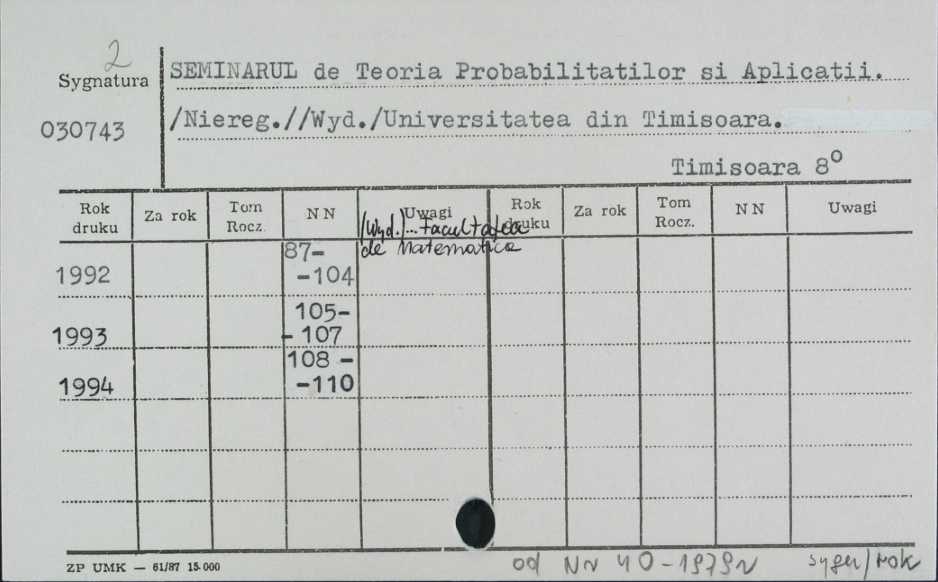 2
Sygnatura
030743
SEMINARUL de Teoria Probabilitatilor si Aplicatii.
/Niereg.//Wyd./Universitatea din Timisoara.
Timisoara 8°
Rok druku Za rok Tom Rocz. N N Uwagi Rok druku Za rok Tom Rocz. N N Uwagi
/Wyd./... Facultatea
de Matematica
1992 87-
-104
1993 105-
-107
1994 108 -
-110
ZP UMK — 61/87 15.000
od Nr 40-1979r sygn/rok